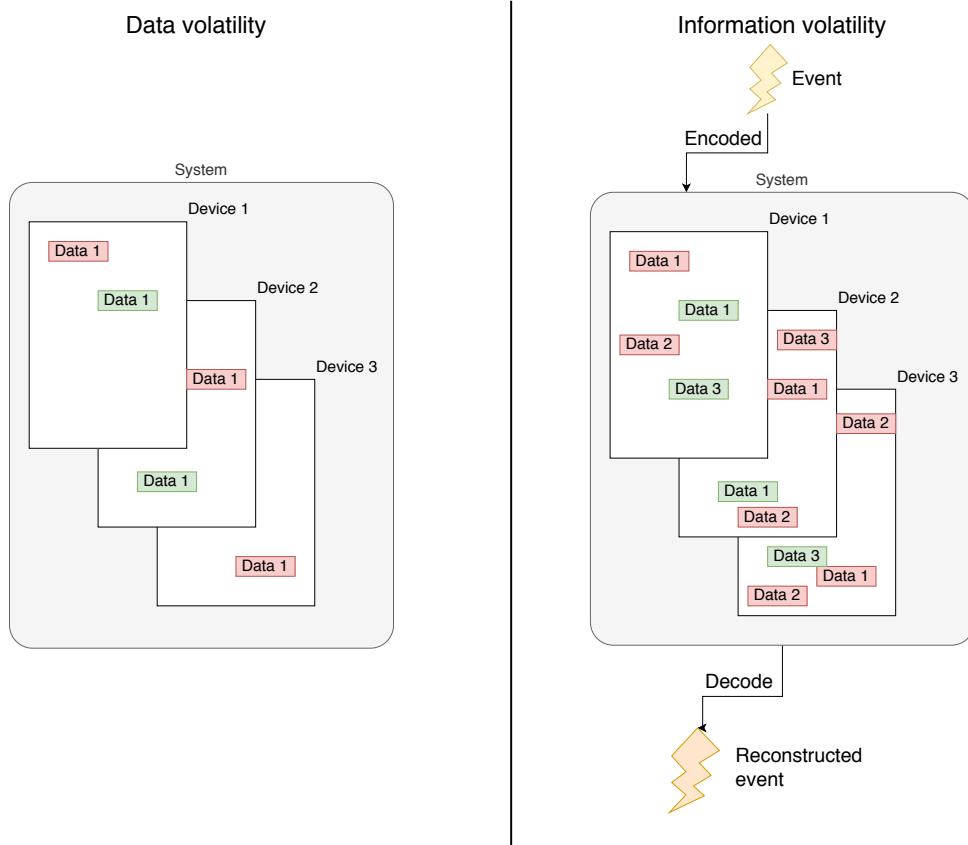 Data volatility
System
Device 1
Data 1
Data 1
Device 2
Device 3
Data 1
Data 1
Data 1
Information volatility
Event
Encoded
System
Device 1
Data 1
Device 2
Data 1
Data 3
Data 2
Device 3
Data 3
Data 1
Data 2
Data 1
Data 2
Data 3
Data 1
Data 2
Decode
Reconstructed
event